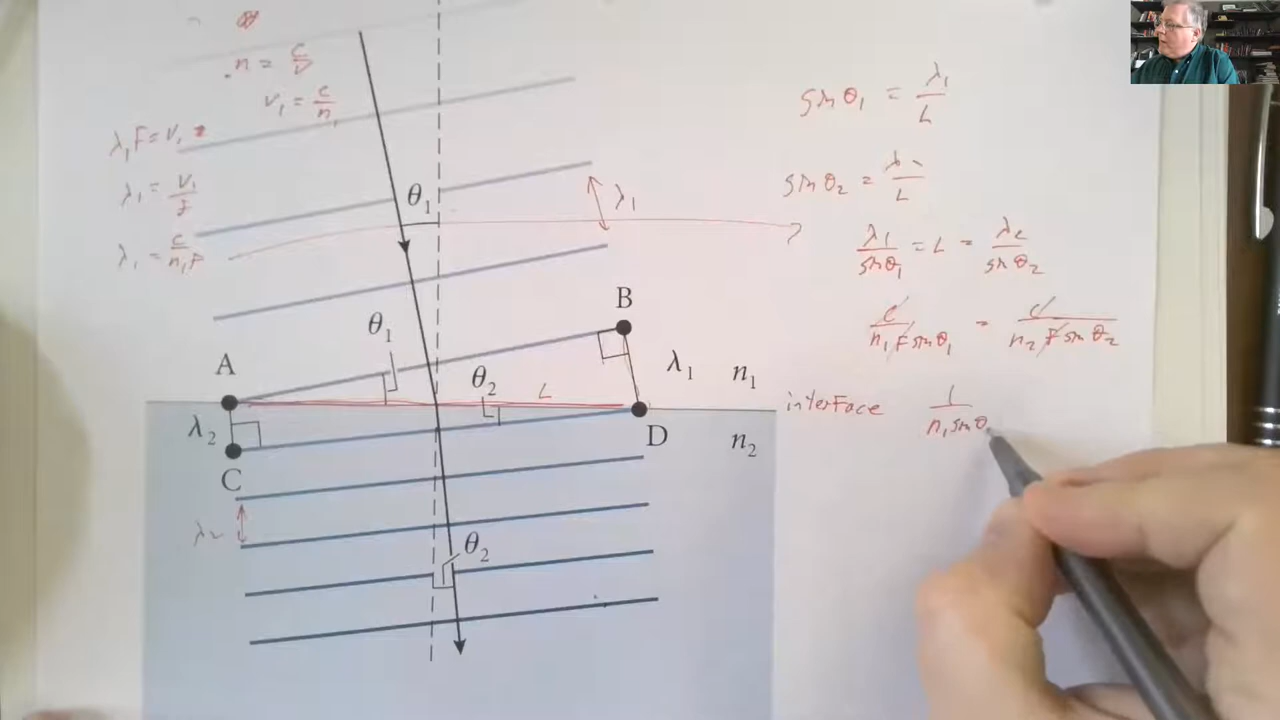 n = c/v
v₁ = c/n₁
λ₁F = v₁
λ₁ = v₁/f
λ₁ = c/n₁F
θ₁
λ₁
θ₁
A
B
θ₂
L
λ₁
n₁
λ₂
D
n₂
C
λ₂
θ₂
sin θ₁ = λ₁/L
sin θ₂ = λ₂/L
λ₁/sin θ₁ = L = λ₂/sin θ₂
c/n₁F sin θ₁ = c/n₂F sin θ₂
interface 1/n₁ sin θ